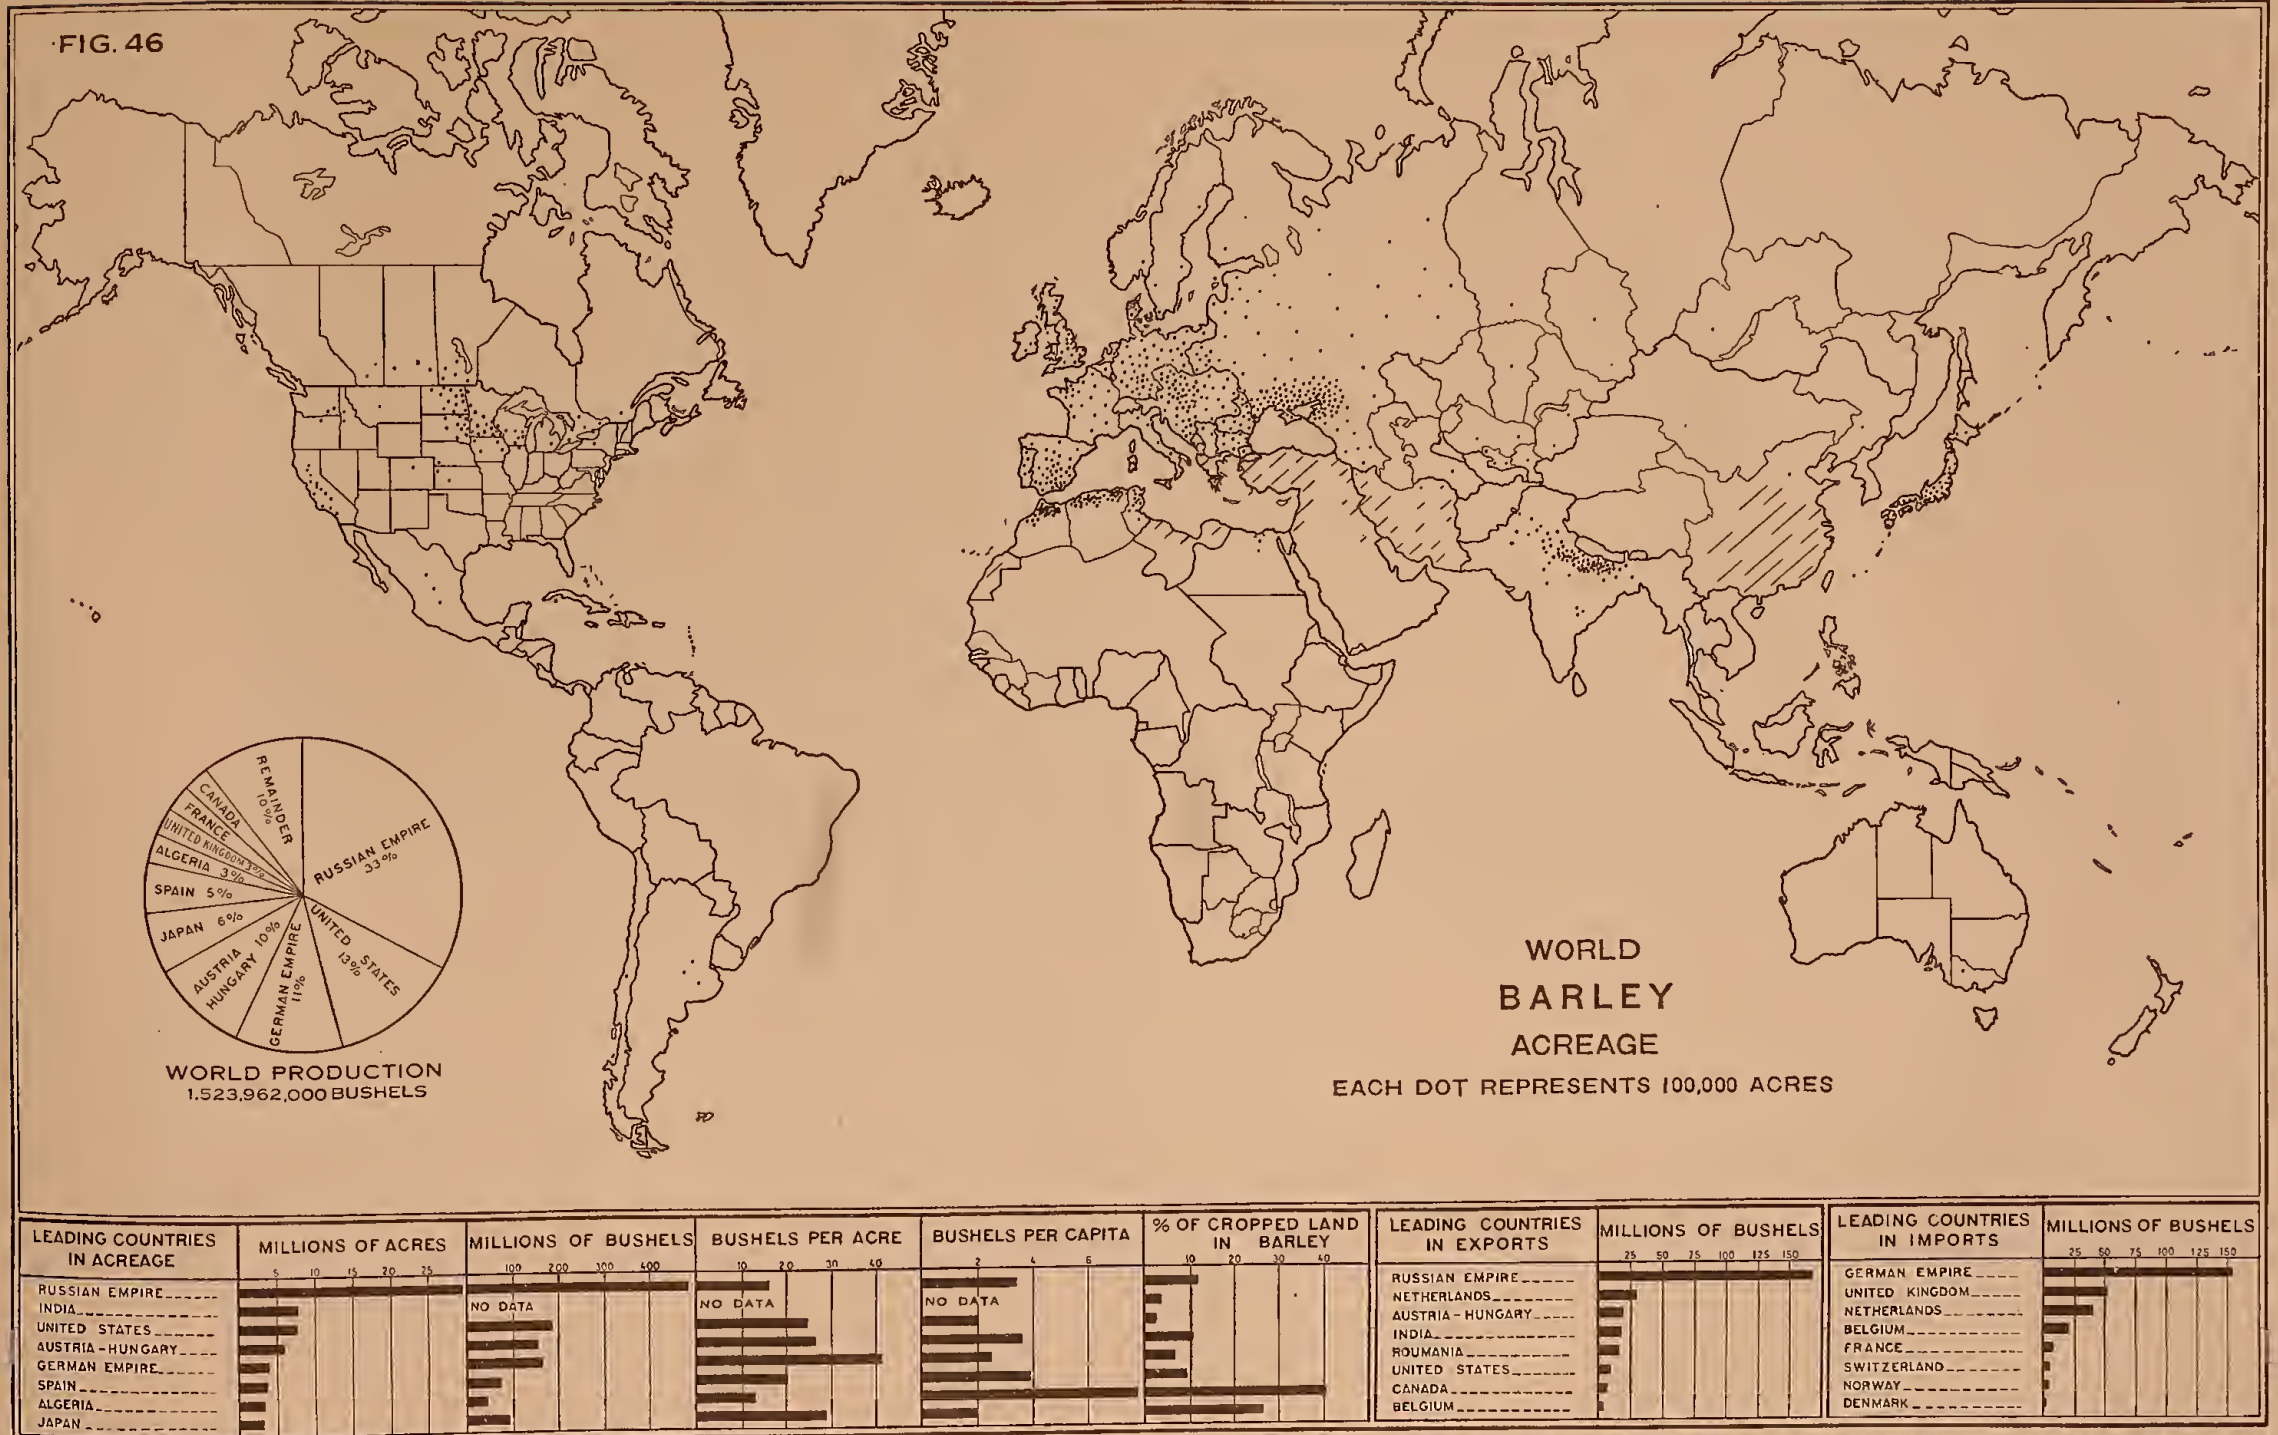 FIG. 46
REMAINDER
10%
CANADA
FRANCE
UNITED KINGDOM 3%
ALGERIA 3%
SPAIN 5%
JAPAN 6%
AUSTRIA
HUNGARY 10%
GERMAN EMPIRE
11%
UNITED STATES
13%
RUSSIAN EMPIRE
33%
WORLD PRODUCTION
1,523,962,000 BUSHELS
WORLD
BARLEY
ACREAGE
EACH DOT REPRESENTS 100,000 ACRES
LEADING COUNTRIES
IN ACREAGE
RUSSIAN EMPIRE
INDIA
UNITED STATES
AUSTRIA-HUNGARY
GERMAN EMPIRE
SPAIN
ALGERIA
JAPAN
MILLIONS OF ACRES
5 10 15 20 25
MILLIONS OF BUSHELS
100 200 300 400
NO DATA
BUSHELS PER ACRE
10 20 30 40
NO DATA
BUSHELS PER CAPITA
2 4 6
NO DATA
% OF CROPPED LAND
IN BARLEY
10 20 30 40
LEADING COUNTRIES
IN EXPORTS
RUSSIAN EMPIRE
NETHERLANDS
AUSTRIA-HUNGARY
INDIA
ROUMANIA
UNITED STATES
CANADA
BELGIUM
MILLIONS OF BUSHELS
25 50 75 100 125 150
LEADING COUNTRIES
IN IMPORTS
GERMAN EMPIRE
UNITED KINGDOM
NETHERLANDS
BELGIUM
FRANCE
SWITZERLAND
NORWAY
DENMARK
MILLIONS OF BUSHELS
25 50 75 100 125 150